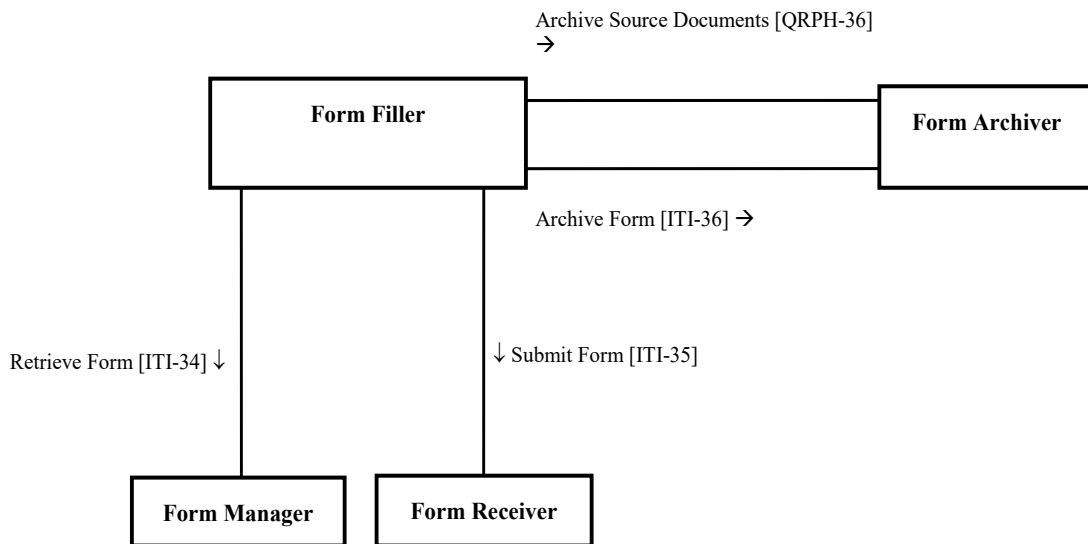 Archive Source Documents [QRPH-36]
→
Form Filler
Form Archiver
Archive Form [ITI-36] →
Retrieve Form [ITI-34] ↓
↓ Submit Form [ITI-35]
Form Manager
Form Receiver